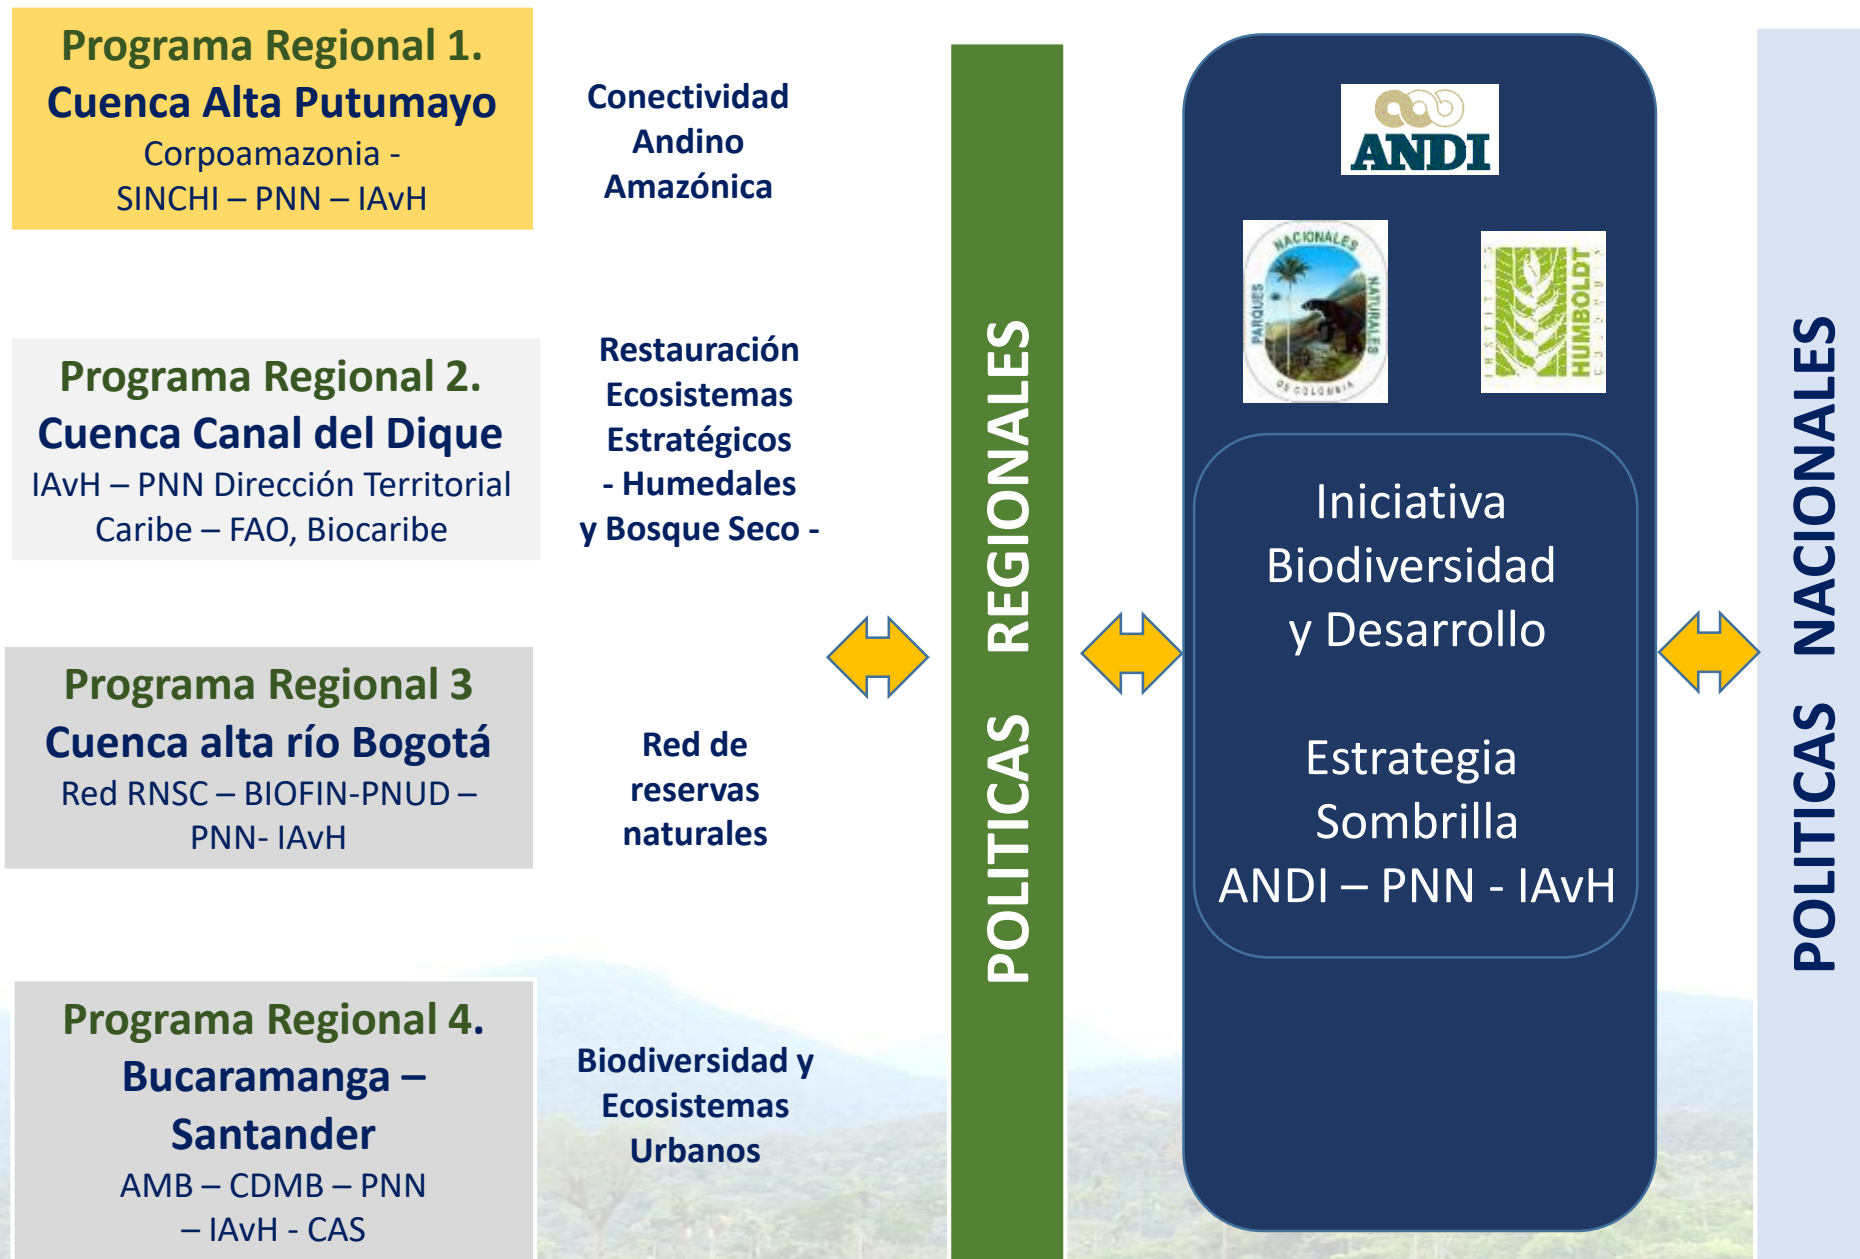 Programa Regional 1.
Cuenca Alta Putumayo
Corpoamazonia -
SINCHI – PNN – IAvH
Conectividad
Andino
Amazónica
Programa Regional 2.
Cuenca Canal del Dique
IAvH – PNN Dirección Territorial
Caribe – FAO, Biocaribe
Restauración
Ecosistemas
Estratégicos
- Humedales
y Bosque Seco -
Programa Regional 3
Cuenca alta río Bogotá
Red RNSC – BIOFIN-PNUD –
PNN- IAvH
Red de
reservas
naturales
Programa Regional 4.
Bucaramanga –
Santander
AMB – CDMB – PNN
– IAvH - CAS
Biodiversidad y
Ecosistemas
Urbanos
POLITICAS REGIONALES
ANDI
PARQUES
NACIONALES
NATURALES
DE COLOMBIA
INSTITUTO
HUMBOLDT
Iniciativa
Biodiversidad
y Desarrollo
Estrategia
Sombrilla
ANDI – PNN - IAvH
POLITICAS NACIONALES